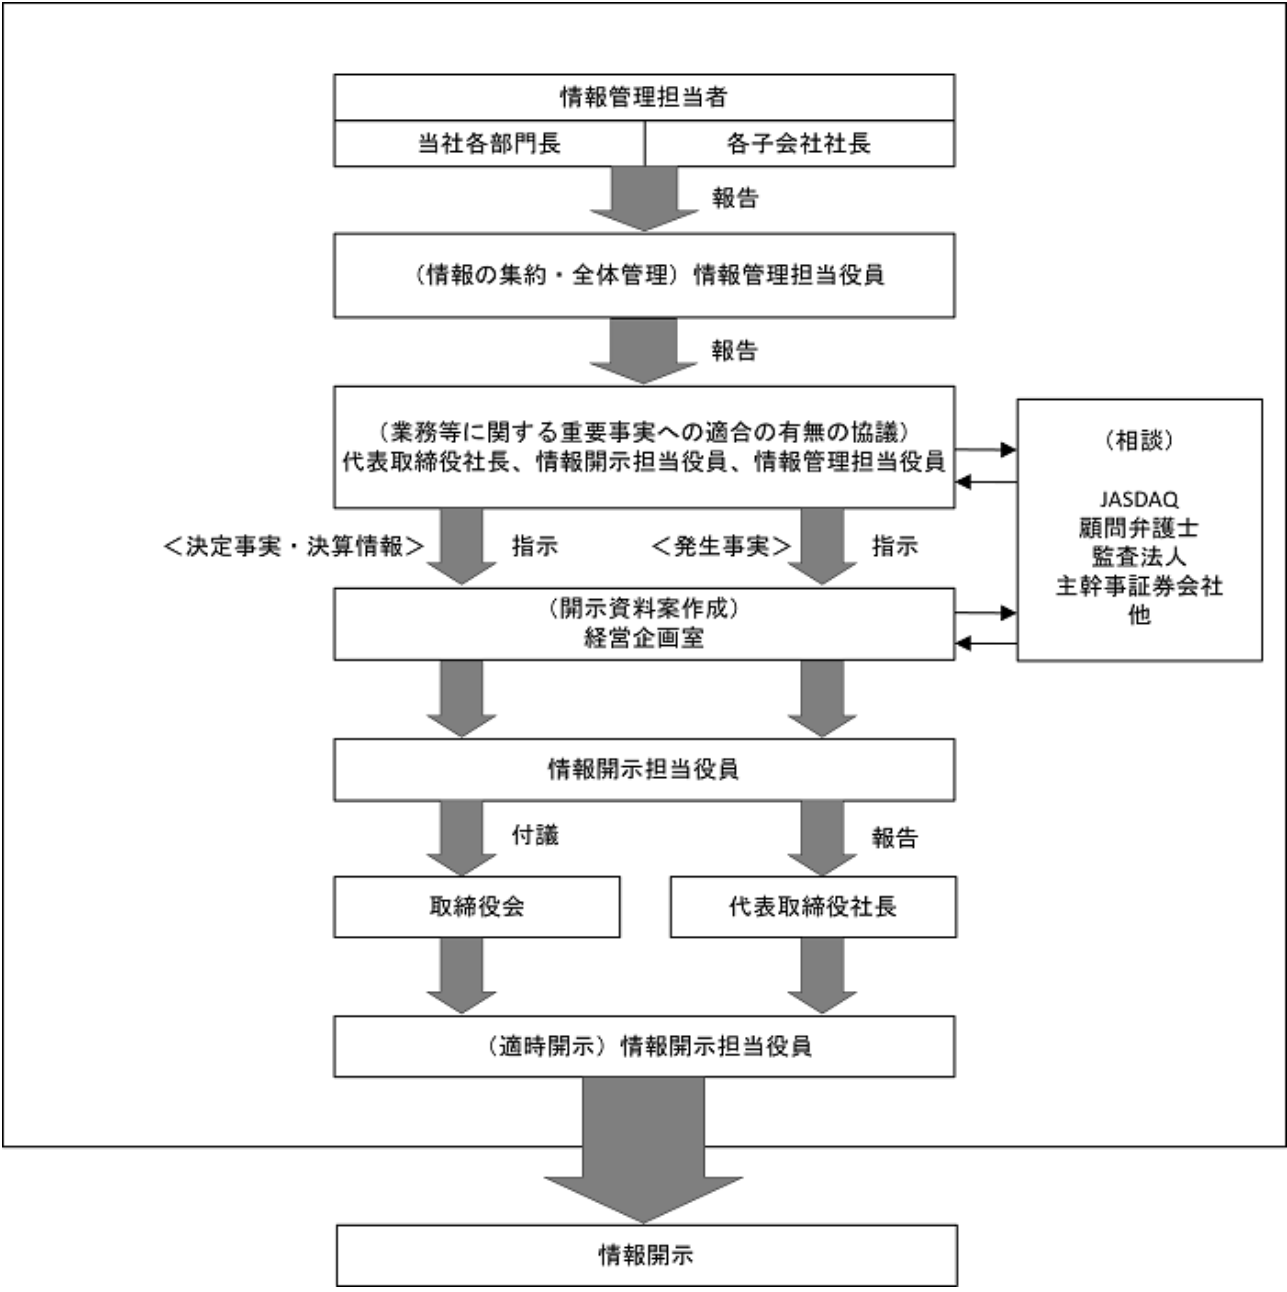 情報管理担当者
当社各部門長
各子会社社長
報告
（情報の集約・全体管理）情報管理担当役員
報告
（業務等に関する重要事実への適合の有無の協議）
代表取締役社長、情報開示担当役員、情報管理担当役員
（相談）
JASDAQ
顧問弁護士
監査法人
主幹事証券会社
他
＜決定事実・決算情報＞
指示
＜発生事実＞
指示
（開示資料案作成）
経営企画室
情報開示担当役員
付議
報告
取締役会
代表取締役社長
（適時開示）情報開示担当役員
情報開示